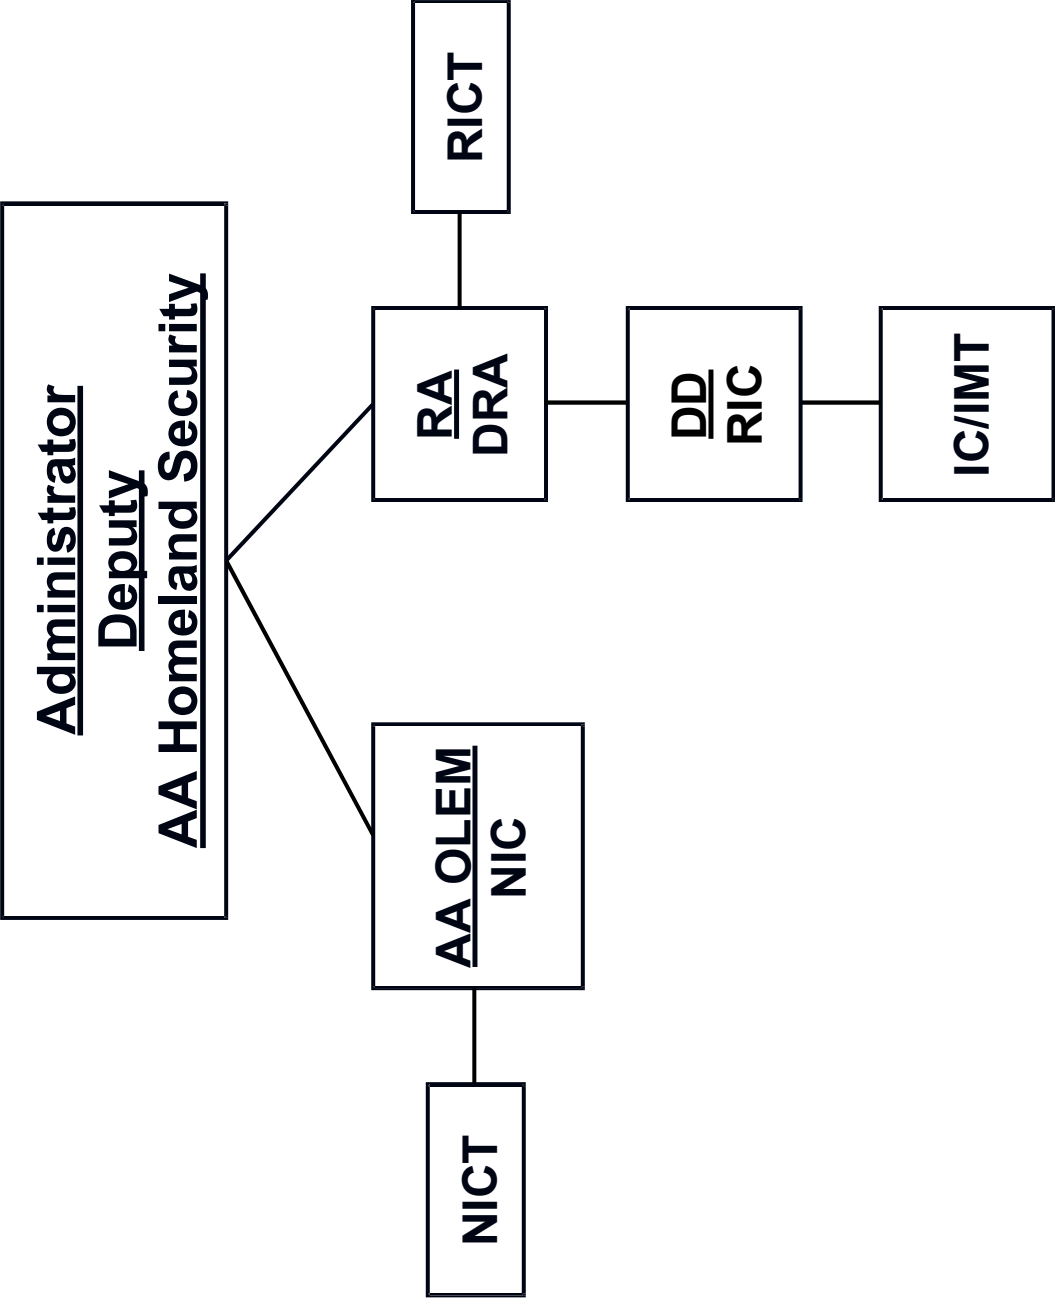 Administrator
Deputy
AA Homeland Security
NICT
AA OLEM
NIC
RA
DRA
RICT
DD
RIC
IC/IMT